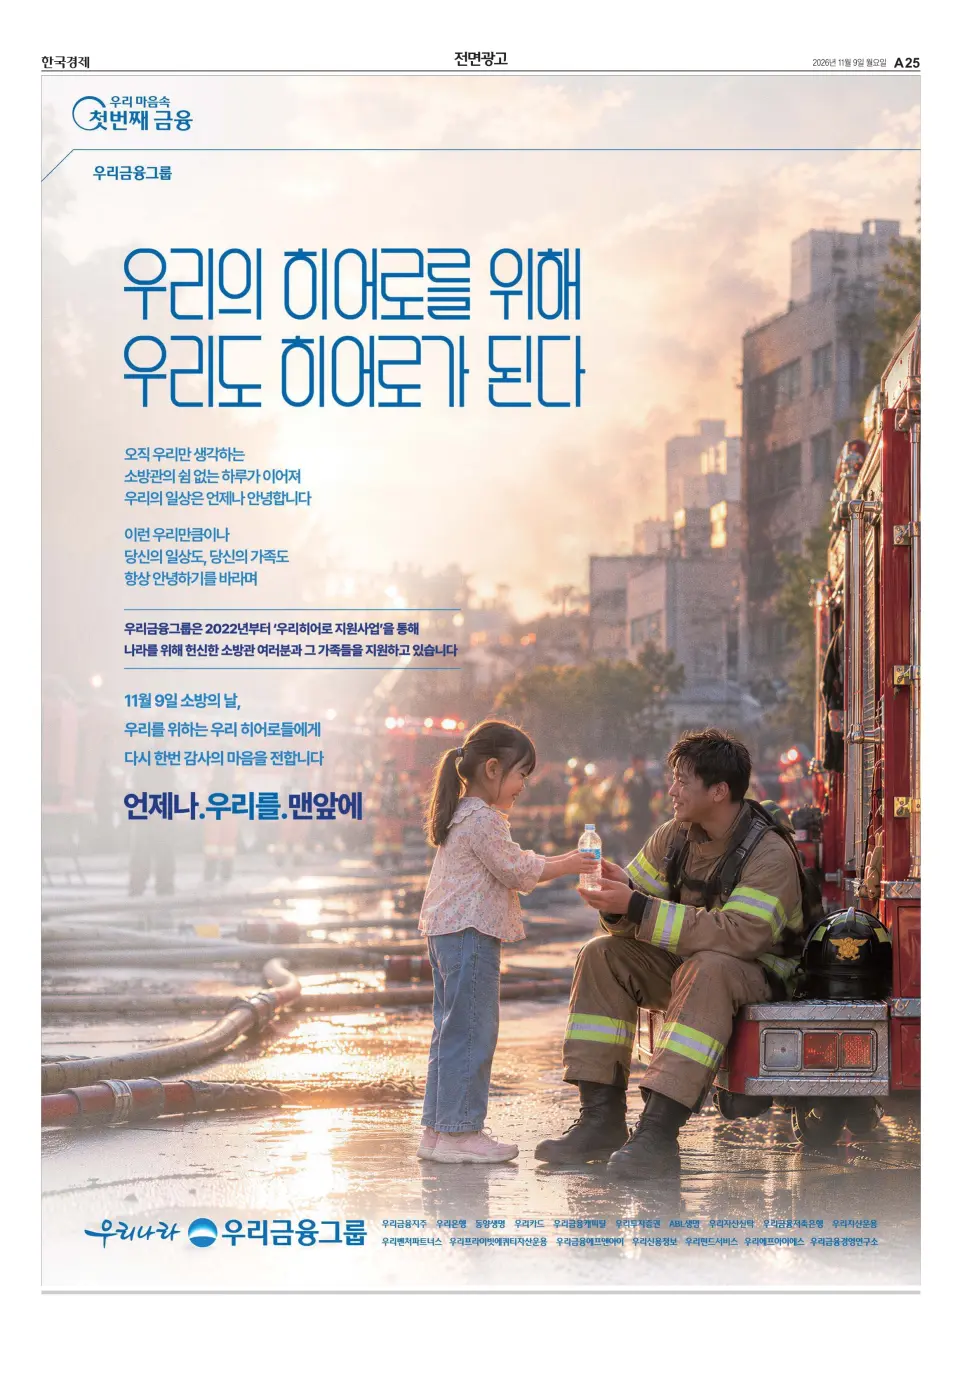 한국경제
전면광고
2026년 11월 9일 월요일 A25
우리 마음속
첫번째 금융
우리금융그룹
우리의 히어로를 위해
우리도 히어로가 된다
오직 우리만 생각하는
소방관의 쉼 없는 하루가 이어져
우리의 일상은 언제나 안녕합니다
이런 우리만큼이나
당신의 일상도, 당신의 가족도
항상 안녕하기를 바라며
우리금융그룹은 2022년부터 ‘우리히어로 지원사업’을 통해
나라를 위해 헌신한 소방관 여러분과 그 가족들을 지원하고 있습니다
11월 9일 소방의 날,
우리를 위하는 우리 히어로들에게
다시 한번 감사의 마음을 전합니다
언제나.우리를.맨앞에
우리나라 우리금융그룹
우리금융지주 우리은행 동양생명 우리카드 우리금융캐피탈 우리투자증권 ABL생명 우리자산신탁 우리금융저축은행 우리자산운용
우리벤처파트너스 우리프라이빗에퀴티자산운용 우리금융에프앤아이 우리신용정보 우리펀드서비스 우리에프아이에스 우리금융경영연구소